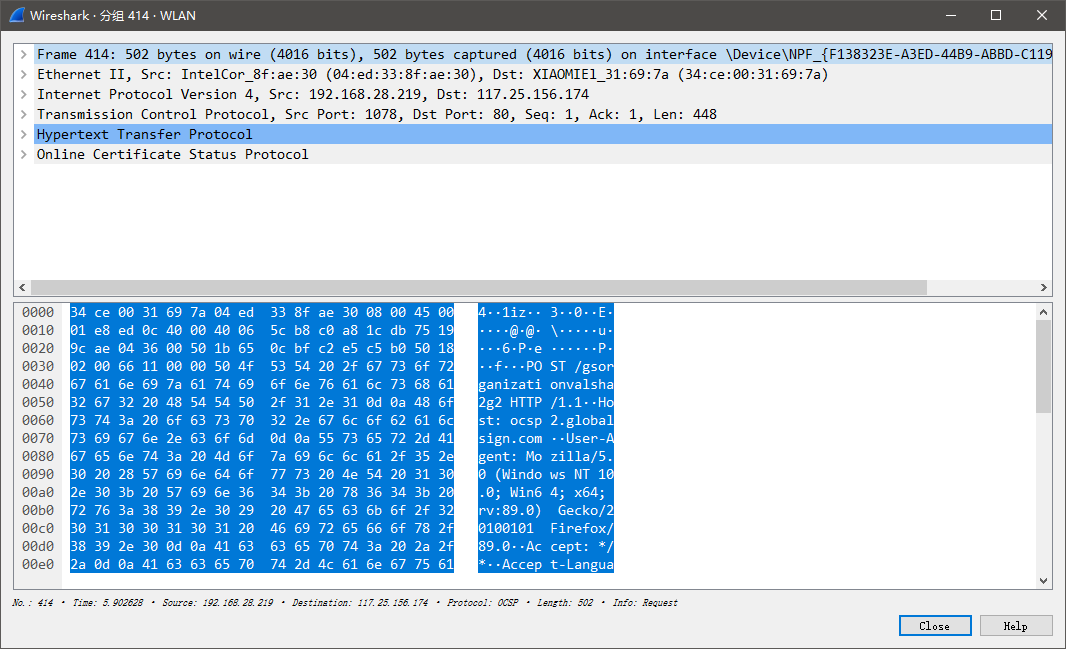 Wireshark · 分组 414 · WLAN
Frame 414: 502 bytes on wire (4016 bits), 502 bytes captured (4016 bits) on interface \Device\NPF_{F138323E-A3ED-44B9-ABBD-C119
Ethernet II, Src: IntelCor_8f:ae:30 (04:ed:33:8f:ae:30), Dst: XIAOMIEl_31:69:7a (34:ce:00:31:69:7a)
Internet Protocol Version 4, Src: 192.168.28.219, Dst: 117.25.156.174
Transmission Control Protocol, Src Port: 1078, Dst Port: 80, Seq: 1, Ack: 1, Len: 448
Hypertext Transfer Protocol
Online Certificate Status Protocol
0000 34 ce 00 31 69 7a 04 ed 33 8f ae 30 08 00 45 00 4··1iz·· 3··0··E·
0010 01 e8 ed 0c 40 00 40 06 5c b8 c0 a8 1c db 75 19 ····@·@· \·····u·
0020 9c ae 04 36 00 50 1b 65 0c bf c2 e5 c5 b0 50 18 ···6·P·e ······P·
0030 02 00 66 11 00 00 50 4f 53 54 20 2f 67 73 6f 72 ··f···PO ST /gsor
0040 67 61 6e 69 7a 61 74 69 6f 6e 76 61 6c 73 68 61 ganizati onvalsha
0050 32 67 32 20 48 54 54 50 2f 31 2e 31 0d 0a 48 6f 2g2 HTTP /1.1··Ho
0060 73 74 3a 20 6f 63 73 70 32 2e 67 6c 6f 62 61 6c st: ocsp 2.global
0070 73 69 67 6e 2e 63 6f 6d 0d 0a 55 73 65 72 2d 41 sign.com ··User-A
0080 67 65 6e 74 3a 20 4d 6f 7a 69 6c 6c 61 2f 35 2e gent: Mo zilla/5.
0090 30 20 28 57 69 6e 64 6f 77 73 20 4e 54 20 31 30 0 (Windo ws NT 10
00a0 2e 30 3b 20 57 69 6e 36 34 3b 20 78 36 34 3b 20 .0; Win6 4; x64;
00b0 72 76 3a 38 39 2e 30 29 20 47 65 63 6b 6f 2f 32 rv:89.0) Gecko/2
00c0 30 31 30 30 31 30 31 20 46 69 72 65 66 6f 78 2f 0100101 Firefox/
00d0 38 39 2e 30 0d 0a 41 63 63 65 70 74 3a 20 2a 2f 89.0··Ac cept: */
00e0 2a 0d 0a 41 63 63 65 70 74 2d 4c 61 6e 67 75 61 *··Accep t-Langua
No.: 414 · Time: 5.902628 · Source: 192.168.28.219 · Destination: 117.25.156.174 · Protocol: OCSP · Length: 502 · Info: Request
Close
Help